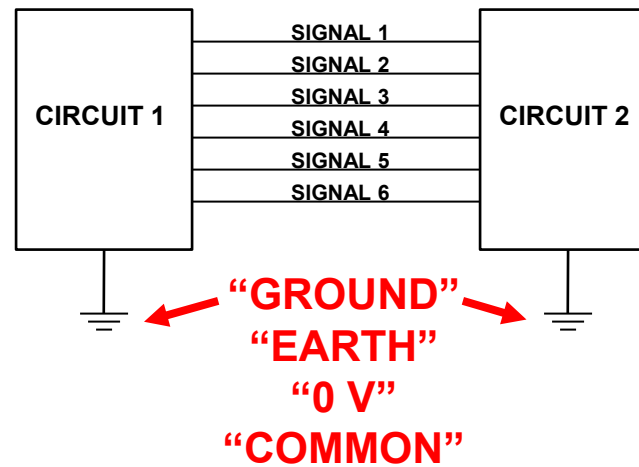 SIGNAL 1
SIGNAL 2
SIGNAL 3
CIRCUIT 1
CIRCUIT 2
SIGNAL 4
SIGNAL 5
SIGNAL 6
“GROUND”
“EARTH”
“0 V”
“COMMON”